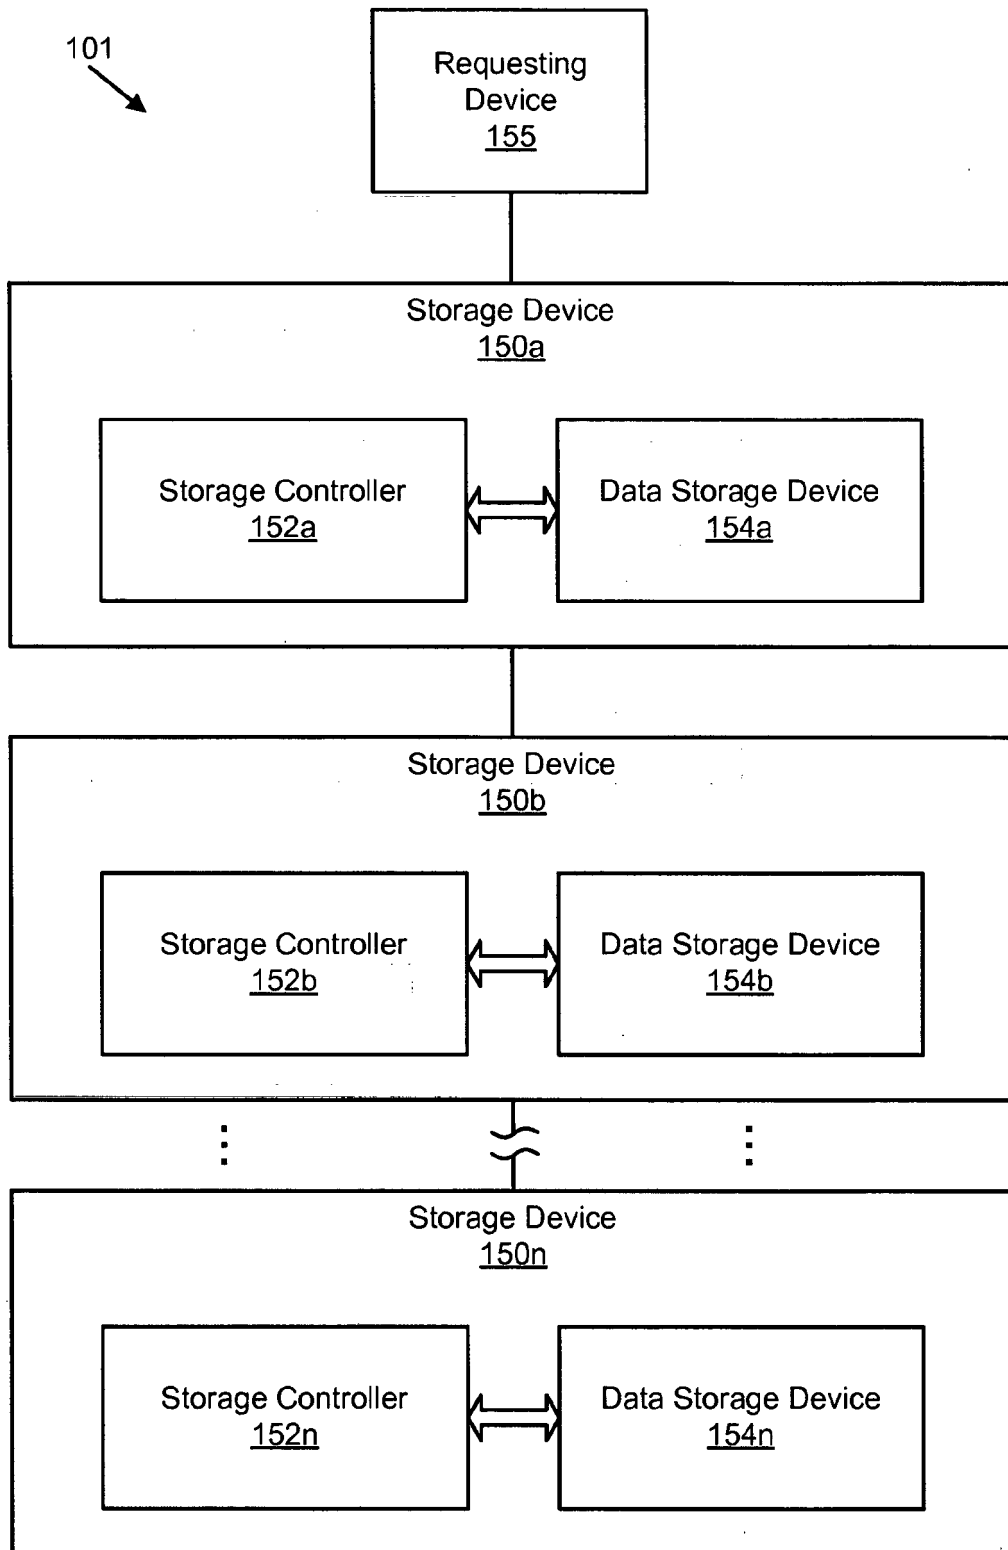 101
Requesting
Device
155
Storage Device
150a
Storage Controller
152a
Data Storage Device
154a
Storage Device
150b
Storage Controller
152b
Data Storage Device
154b
Storage Device
150n
Storage Controller
152n
Data Storage Device
154n